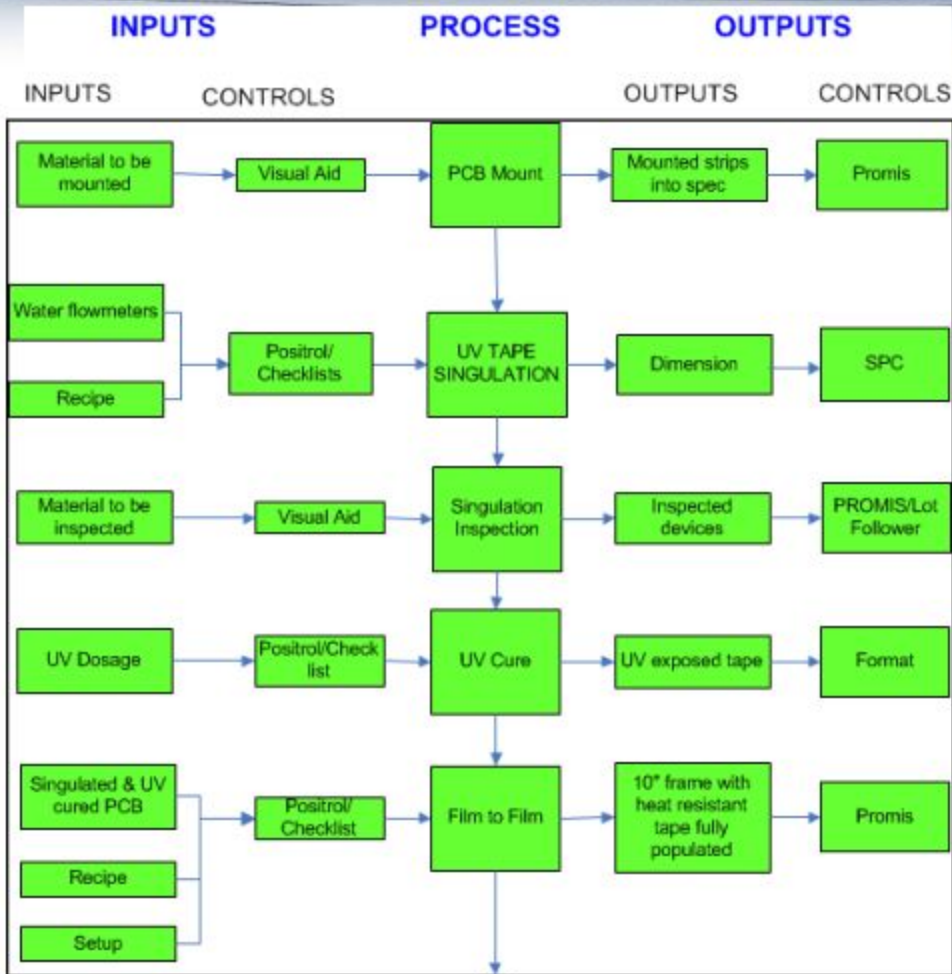 INPUTS PROCESS OUTPUTS
INPUTS CONTROLS OUTPUTS CONTROLS
Material to be
mounted
Visual Aid
PCB Mount
Mounted strips
into spec
Promis
Water flowmeters
Recipe
Positrol/
Checklists
UV TAPE
SINGULATION
Dimension
SPC
Material to be
inspected
Visual Aid
Singulation
Inspection
Inspected
devices
PROMIS/Lot
Follower
UV Dosage
Positrol/Check
list
UV Cure
UV exposed tape
Format
Singulated & UV
cured PCB
Recipe
Setup
Positrol/
Checklist
Film to Film
10" frame with
heat resistant
tape fully
populated
Promis